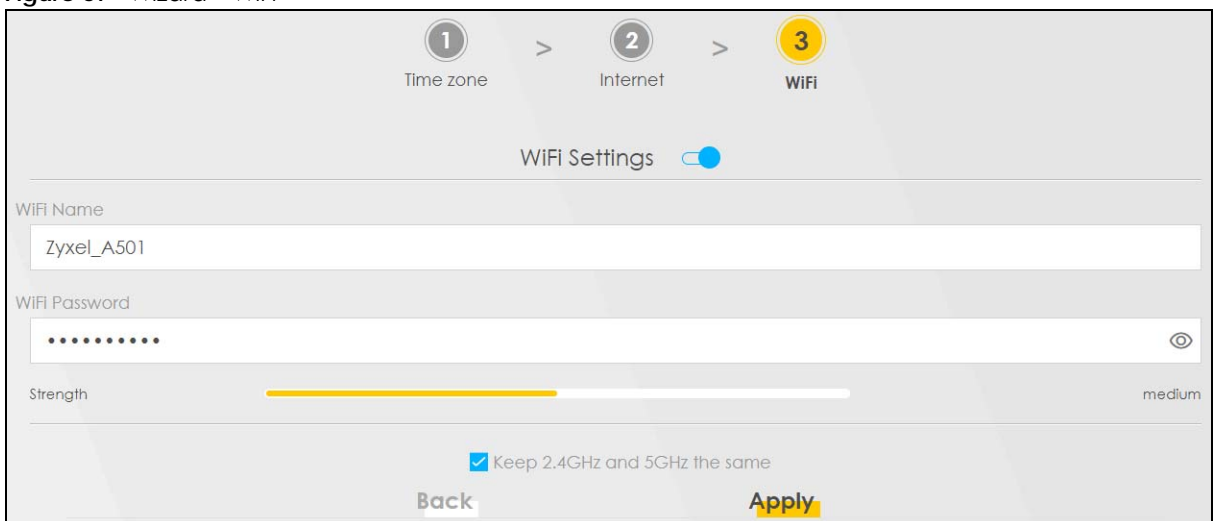 1 > 2 > 3
Time zone Internet WiFi
WiFi Settings
WiFi Name
Zyxel_A501
WiFi Password
••••••••••
Strength medium
Keep 2.4GHz and 5GHz the same
Back Apply